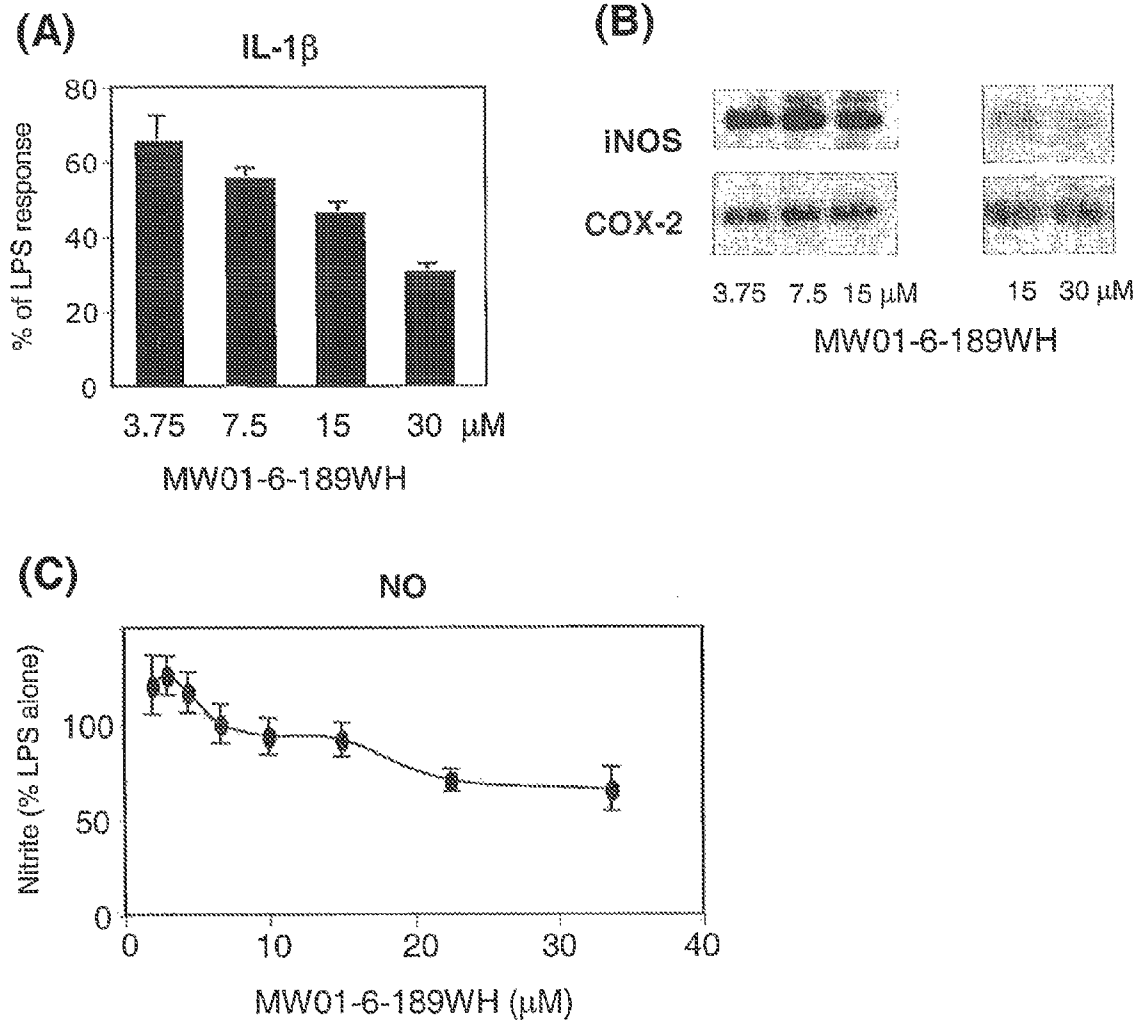 (A)
IL-1β
80
60
40
20
0
% of LPS response
3.75 7.5 15 30 μM
MW01-6-189WH
(B)
iNOS
COX-2
3.75 7.5 15 μM 15 30 μM
MW01-6-189WH
(C)
NO
100
50
0
Nitrite (% LPS alone)
0 10 20 30 40
MW01-6-189WH (μM)